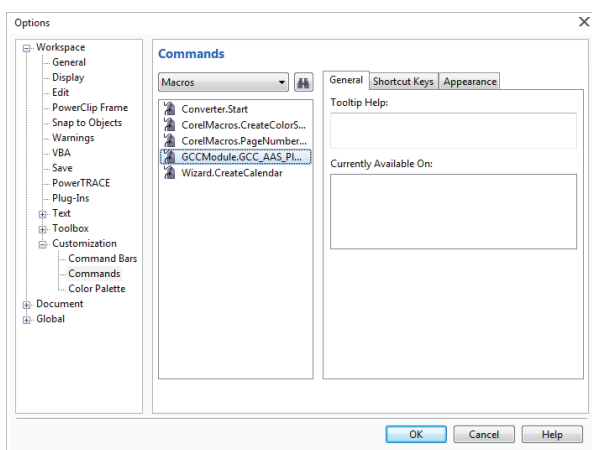 Options
Workspace
General
Display
Edit
PowerClip Frame
Snap to Objects
Warnings
VBA
Save
PowerTRACE
Plug-Ins
Text
Toolbox
Customization
Command Bars
Commands
Color Palette
Document
Global
Commands
Macros
Converter.Start
CorelMacros.CreateColorS...
CorelMacros.PageNumber...
GCCModule.GCC_AAS_Pl...
Wizard.CreateCalendar
General Shortcut Keys Appearance
Tooltip Help:
Currently Available On:
OK Cancel Help